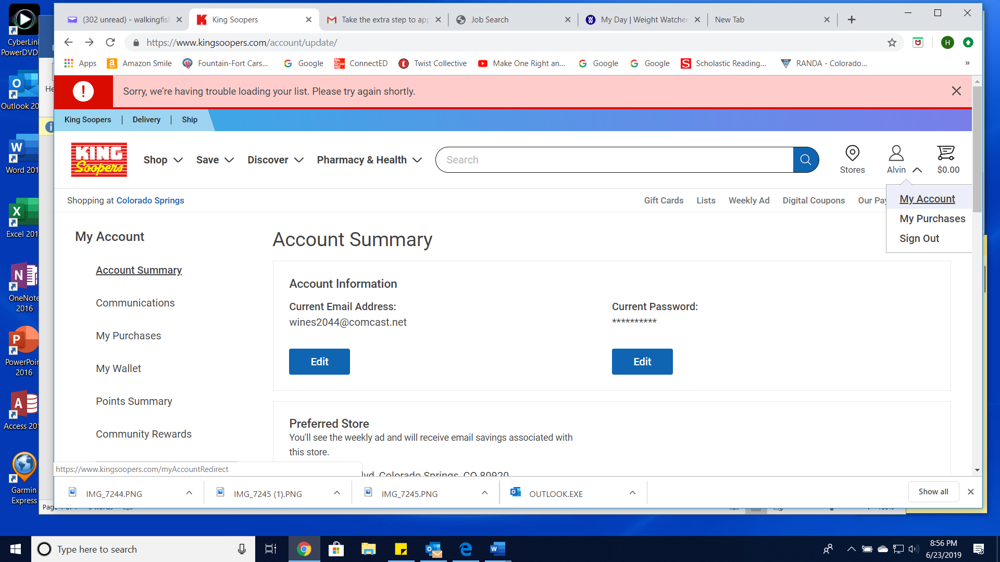 CyberLink
PowerDVD
Outlook 20
Word 201
Excel 201
OneNote
2016
PowerPoin
2016
Access 201
Garmin
Express
(302 unread) - walkingfish
King Soopers
Take the extra step to app
Job Search
My Day | Weight Watcher
New Tab
https://www.kingsoopers.com/account/update/
H
Apps
Amazon Smile
Fountain-Fort Cars...
Google
ConnectED
Twist Collective
Make One Right an...
Google
Google
Scholastic Reading...
RANDA - Colorado...
»
He
Sorry, we're having trouble loading your list. Please try again shortly.
King Soopers | Delivery | Ship
KING
Soopers
Shop
Save
Discover
Pharmacy & Health
Search
Stores
Alvin
$0.00
Shopping at Colorado Springs
Gift Cards
Lists
Weekly Ad
Digital Coupons
Our Pay
My Account
My Purchases
Sign Out
My Account
Account Summary
Communications
My Purchases
My Wallet
Points Summary
Community Rewards
Account Summary
Account Information
Current Email Address:
wines2044@comcast.net
Edit
Current Password:
**********
Edit
Preferred Store
You'll see the weekly ad and will receive email savings associated with
this store.
lvd, Colorado Springs, CO 80920
https://www.kingsoopers.com/myAccountRedirect
IMG_7244.PNG
IMG_7245 (1).PNG
IMG_7245.PNG
OUTLOOK.EXE
Show all
Page
Type here to search
8:56 PM
6/23/2019